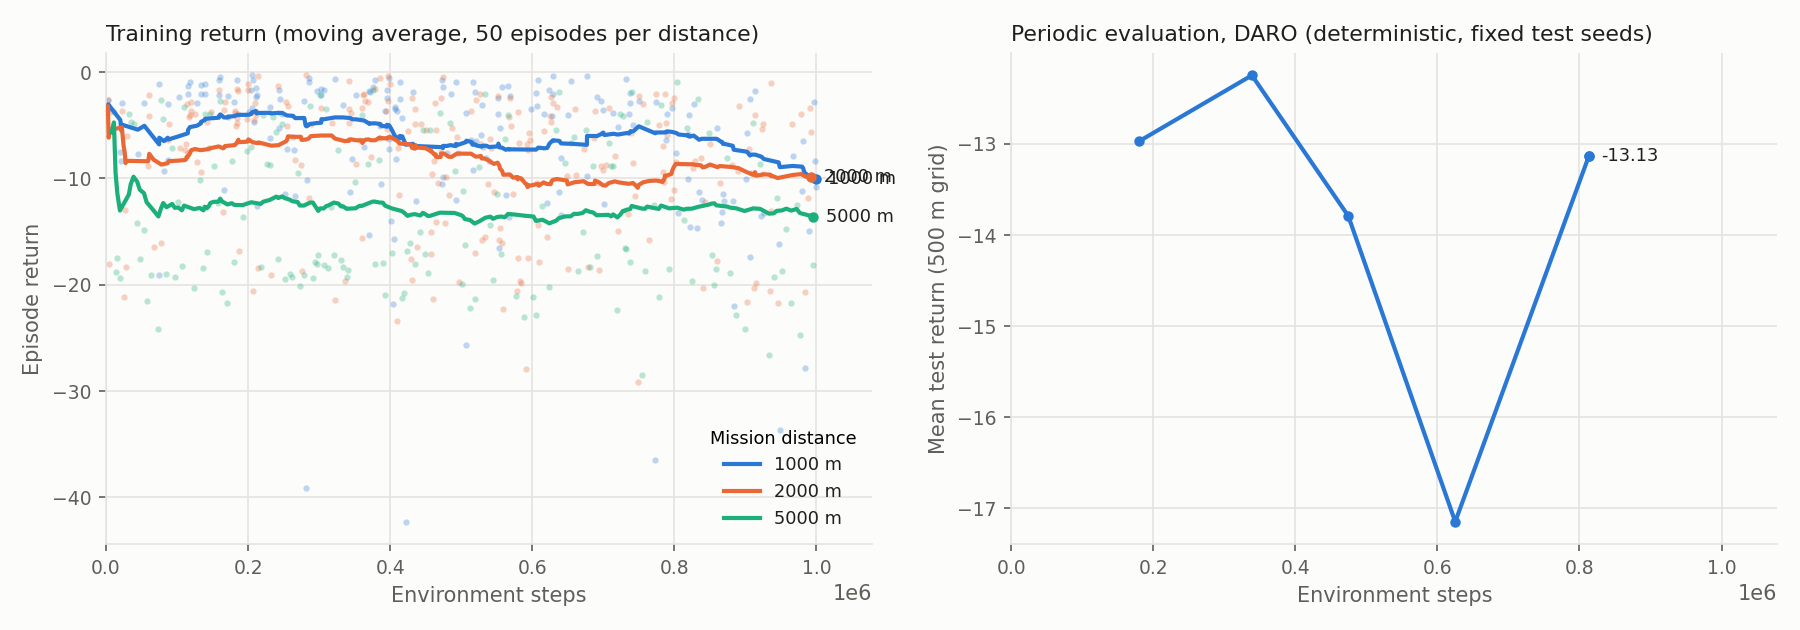 Training return (moving average, 50 episodes per distance)
Episode return
0
−10
−20
−30
−40
2000 m
1000 m
5000 m
Mission distance
1000 m
2000 m
5000 m
0.0
0.2
0.4
0.6
0.8
1.0
1e6
Environment steps
Periodic evaluation, DARO (deterministic, fixed test seeds)
Mean test return (500 m grid)
−13
−14
−15
−16
−17
-13.13
0.0
0.2
0.4
0.6
0.8
1.0
1e6
Environment steps